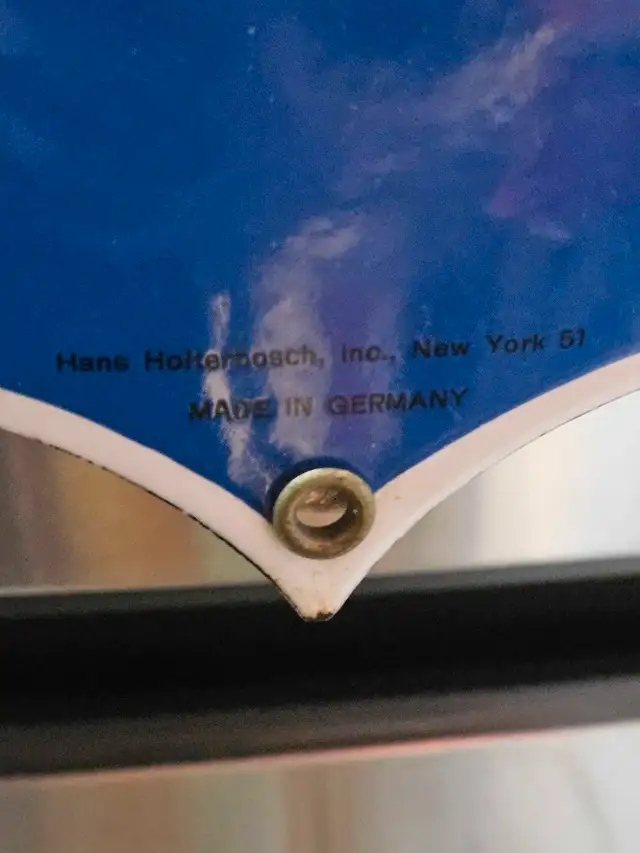 Hans Holterbosch, Inc., New York 51
MADE IN GERMANY